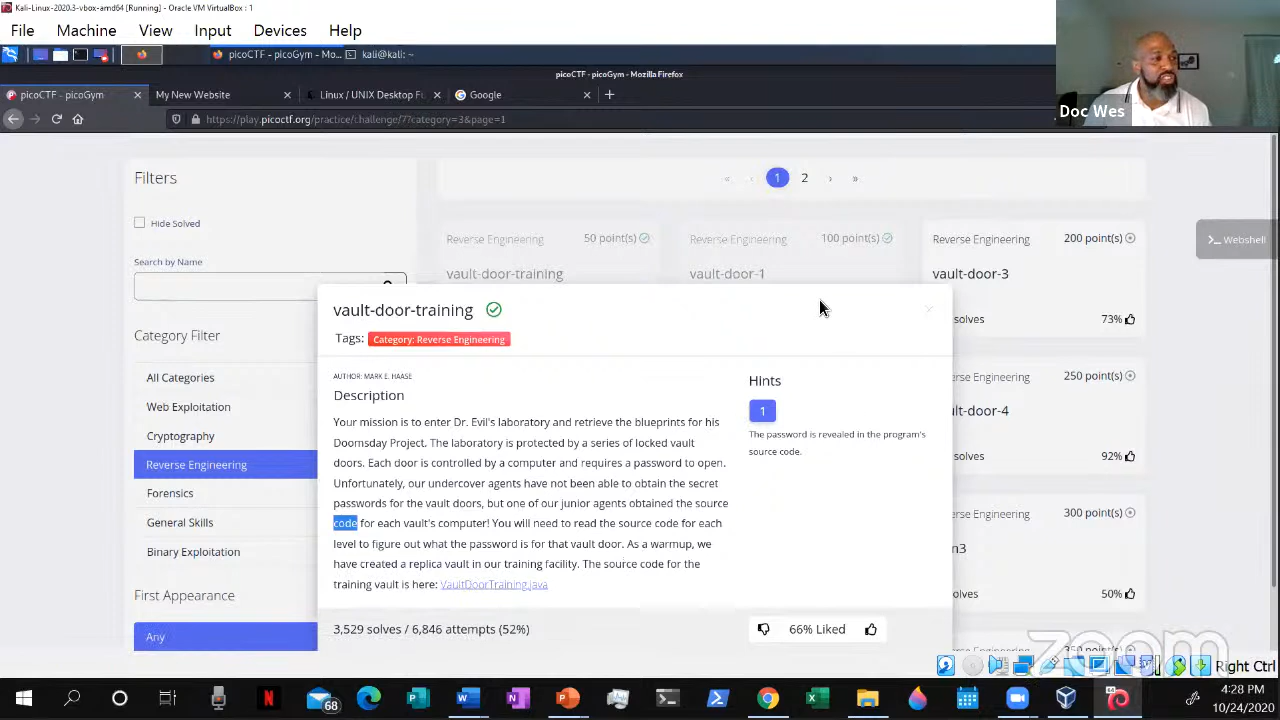 Kali-Linux-2020.3-vbox-amd64 [Running] - Oracle VM VirtualBox : 1
File Machine View Input Devices Help
picoCTF - picoGym - Mo... kali@kali: ~
picoCTF - picoGym - Mozilla Firefox
picoCTF - picoGym My New Website Linux / UNIX Desktop Fu Google
https://play.picoctf.org/practice/challenge/7?category=3&page=1
Doc Wes
Filters
« ‹ 1 2 › »
Hide Solved
Reverse Engineering 50 point(s) Reverse Engineering 100 point(s) Reverse Engineering 200 point(s)
Webshell
Search by Name
vault-door-training vault-door-1 vault-door-3
solves 73%
vault-door-training
Tags: Category: Reverse Engineering
Category Filter
All Categories
Web Exploitation
Cryptography
Reverse Engineering
Forensics
General Skills
Binary Exploitation
First Appearance
Any
AUTHOR: MARK E. HAASE
Description
Your mission is to enter Dr. Evil's laboratory and retrieve the blueprints for his
Doomsday Project. The laboratory is protected by a series of locked vault
doors. Each door is controlled by a computer and requires a password to open.
Unfortunately, our undercover agents have not been able to obtain the secret
passwords for the vault doors, but one of our junior agents obtained the source
code for each vault's computer! You will need to read the source code for each
level to figure out what the password is for that vault door. As a warmup, we
have created a replica vault in our training facility. The source code for the
training vault is here: VaultDoorTraining.java
Hints
1
The password is revealed in the program's
source code.
3,529 solves / 6,846 attempts (52%)
66% Liked
erse Engineering 250 point(s)
ult-door-4
solves 92%
erse Engineering 300 point(s)
m3
solves 50%
350 point(s)
zoom
Right Ctrl
68
4:28 PM
10/24/2020